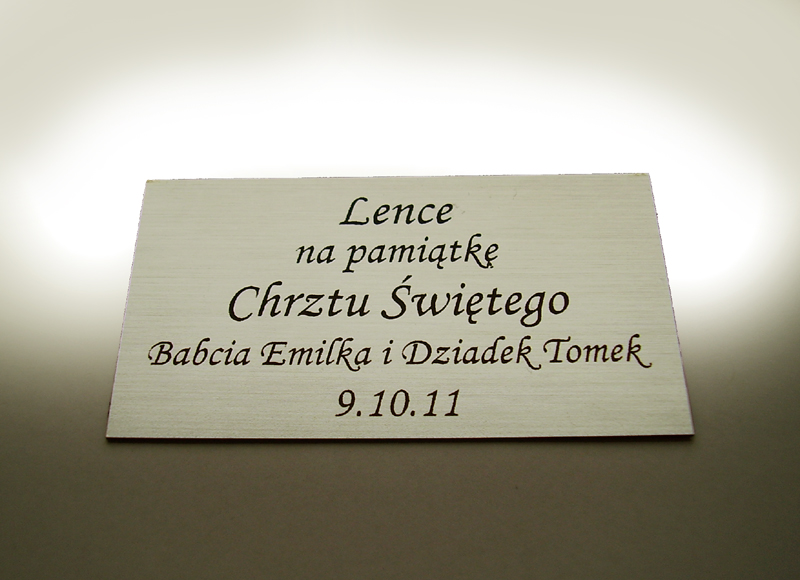 Lence
na pamiątkę
Chrztu Świętego
Babcia Emilka i Dziadek Tomek
9.10.11